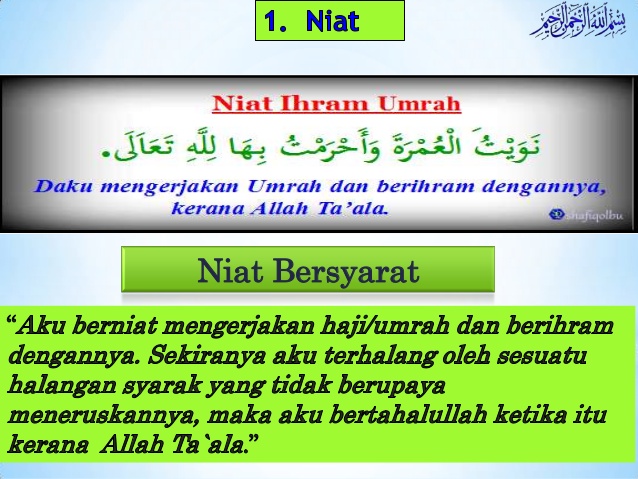 1. Niat
بِسْمِ اللَّهِ الرَّحْمَٰنِ الرَّحِيمِ
Niat Ihram Umrah
نَوَيْتُ الْعُمْرَةَ وَأَحْرَمْتُ بِهَا لِلَّهِ تَعَالَى.
Daku mengerjakan Umrah dan berihram dengannya,
kerana Allah Ta'ala.
shafiqolbu
Niat Bersyarat
“Aku berniat mengerjakan haji/umrah dan berihram
dengannya. Sekiranya aku terhalang oleh sesuatu
halangan syarak yang tidak berupaya
meneruskannya, maka aku bertahalullah ketika itu
kerana Allah Ta`ala.”